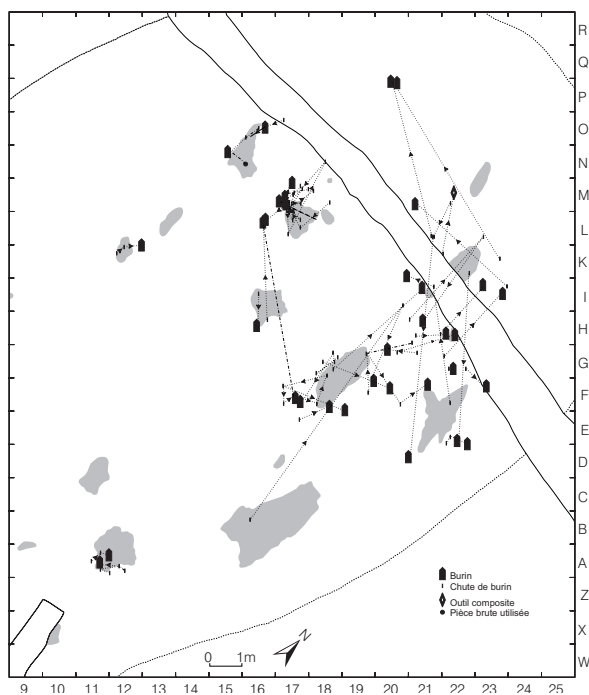 R
Q
P
O
N
M
L
K
I
H
G
F
E
D
C
B
A
Z
X
W
Burin
Chute de burin
Outil composite
Pièce brute utilisée
N
0 1m
9 10 11 12 13 14 15 16 17 18 19 20 21 22 23 24 25